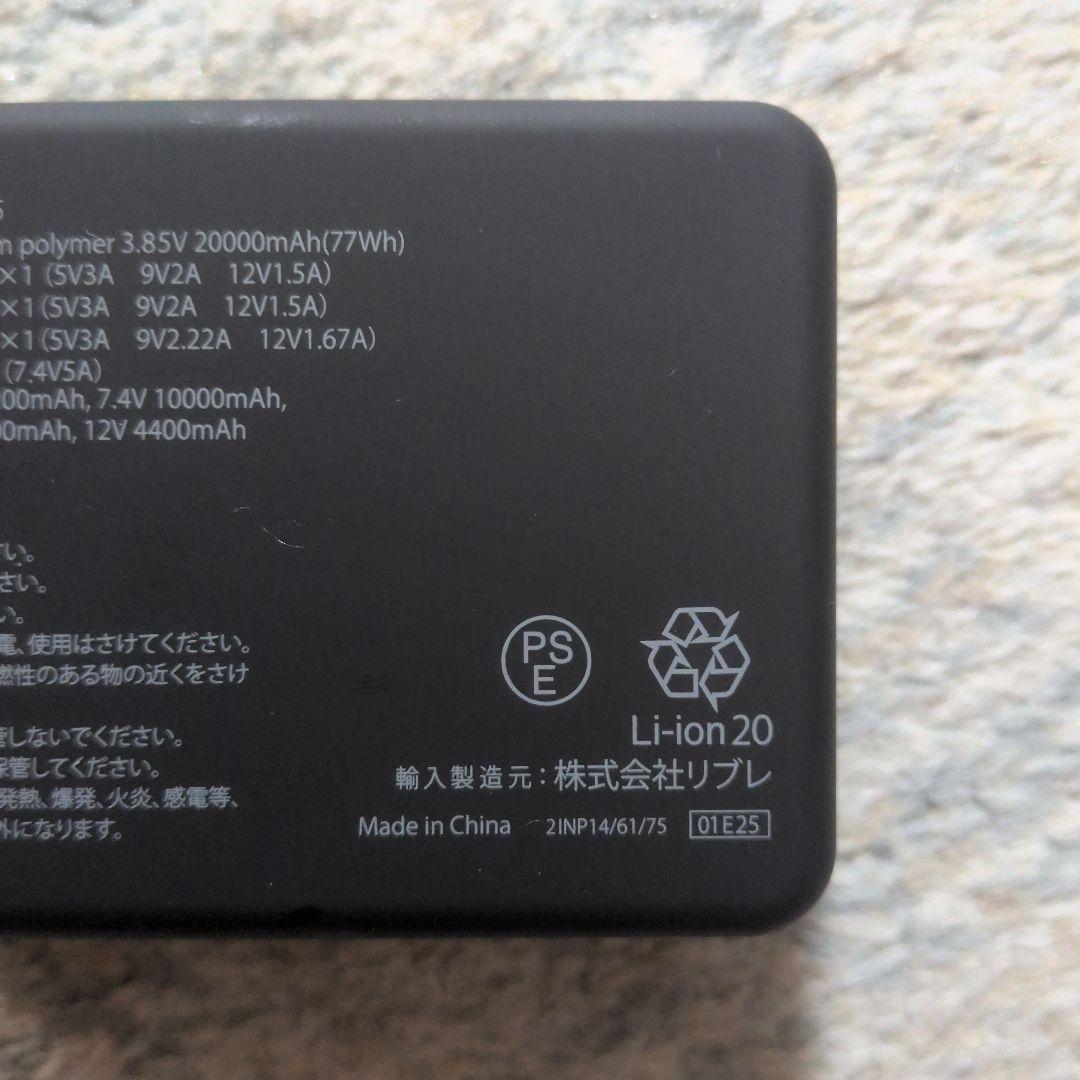 polymer 3.85V 20000mAh(77Wh)
×1(5V3A 9V2A 12V1.5A)
×1(5V3A 9V2A 12V1.5A)
×1(5V3A 9V2.22A 12V1.67A)
(7.4V5A)
00mAh, 7.4V 10000mAh,
0mAh, 12V 4400mAh
さい。
さい。
い。
電、使用はさけてください。
燃性のある物の近くをさけ
管しないでください。
保管してください。
発熱、爆発、火炎、感電等、
外になります。
PS
E
Li-ion 20
輸入製造元:株式会社リブレ
Made in China 2INP14/61/75 01E25